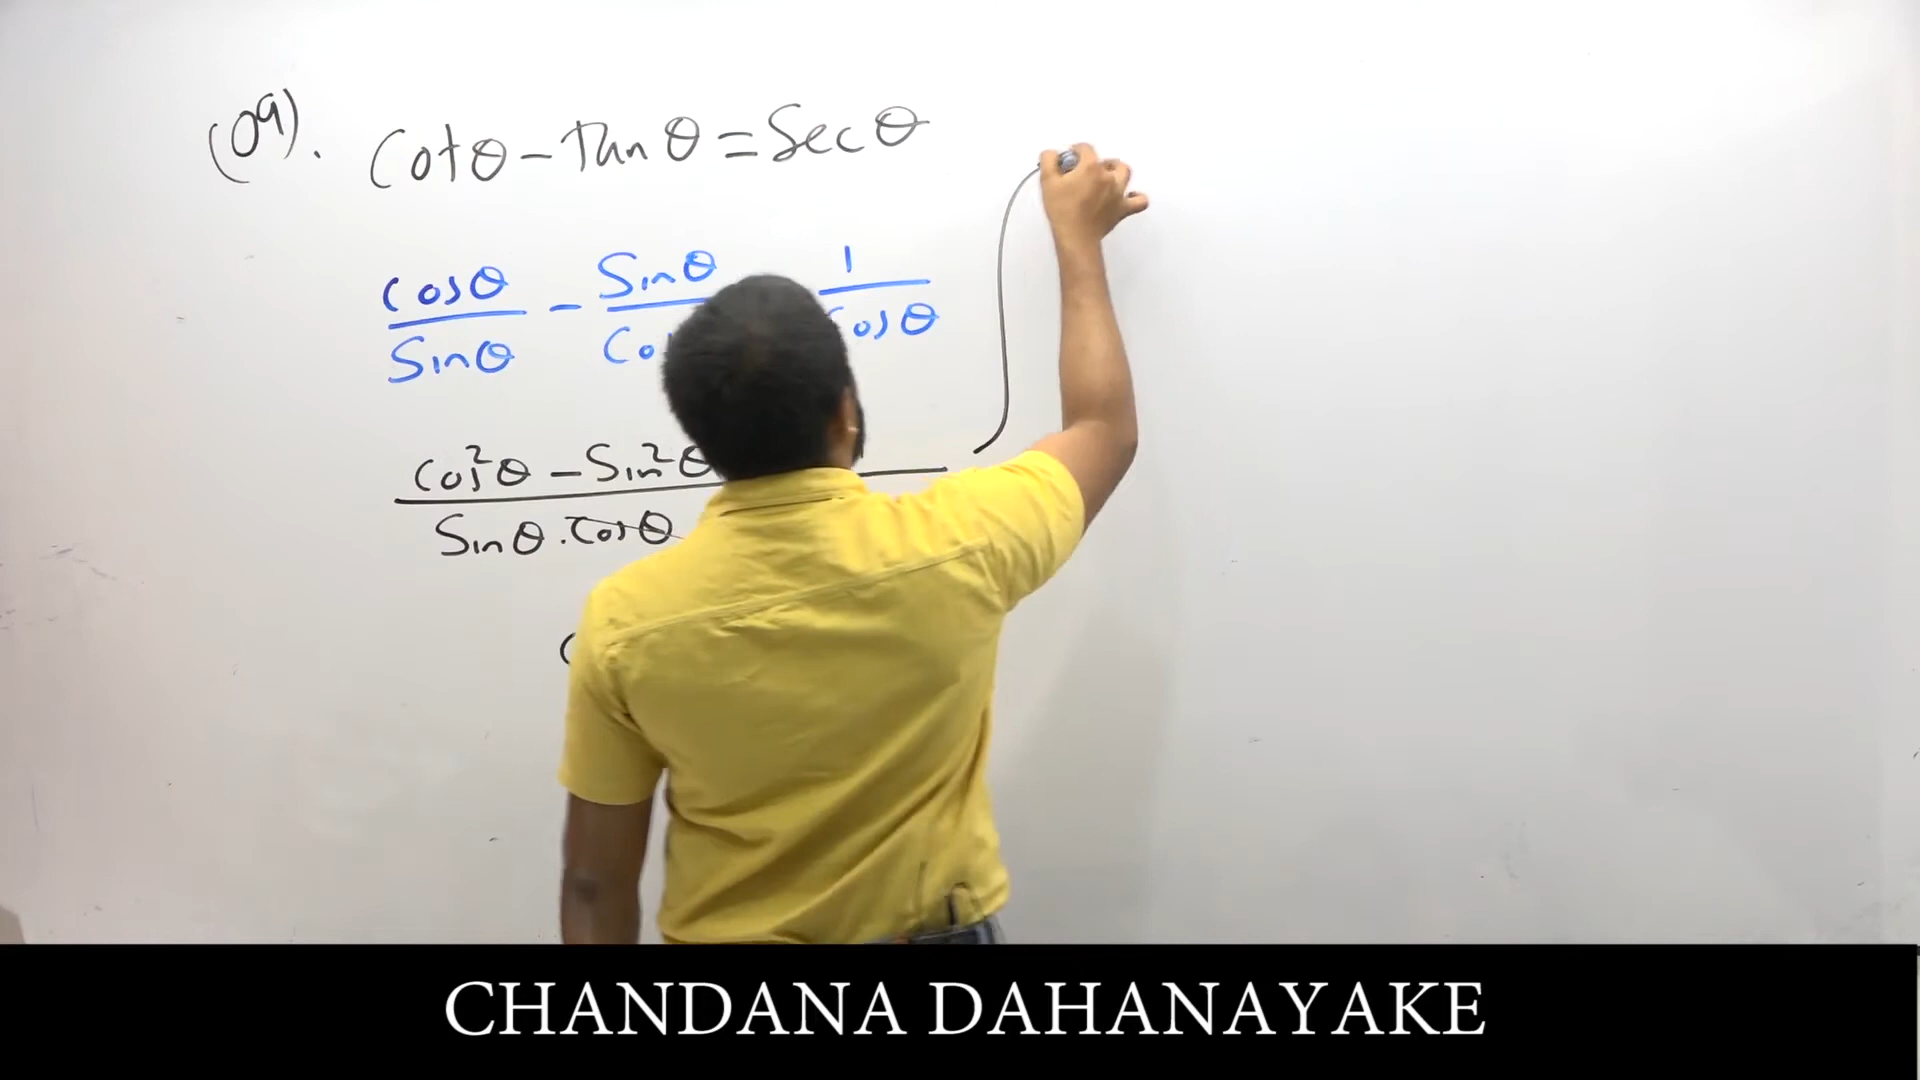 (09). Cotθ - Tanθ = Secθ
Cosθ/Sinθ - Sinθ/Co 1/Cosθ
Cos²θ - Sin²θ
Sinθ.Cosθ
CHANDANA DAHANAYAKE